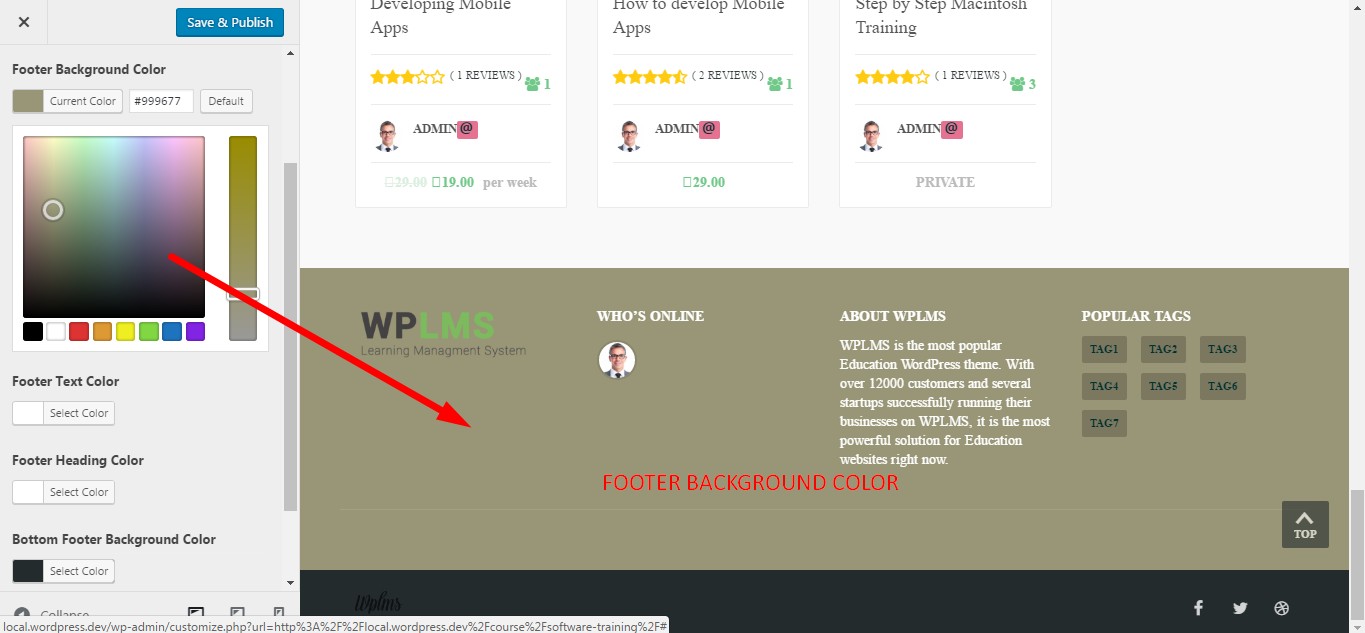 Save & Publish
Footer Background Color
Current Color
#999677
Default
Footer Text Color
Select Color
Footer Heading Color
Select Color
Bottom Footer Background Color
Select Color
Collapse
local.wordpress.dev/wp-admin/customize.php?url=http%3A%2F%2Flocal.wordpress.dev%2Fcourse%2Fsoftware-training%2F#
Developing Mobile
Apps
( 1 REVIEWS )
1
ADMIN@
29.00 19.00 per week
How to develop Mobile
Apps
( 2 REVIEWS )
1
ADMIN@
29.00
Step by Step Macintosh
Training
( 1 REVIEWS )
3
ADMIN@
PRIVATE
WPLMS
Learning Managment System
WHO'S ONLINE
ABOUT WPLMS
WPLMS is the most popular
Education WordPress theme. With
over 12000 customers and several
startups successfully running their
businesses on WPLMS, it is the most
powerful solution for Education
websites right now.
POPULAR TAGS
TAG1 TAG2 TAG3
TAG4 TAG5 TAG6
TAG7
FOOTER BACKGROUND COLOR
TOP
Wplms